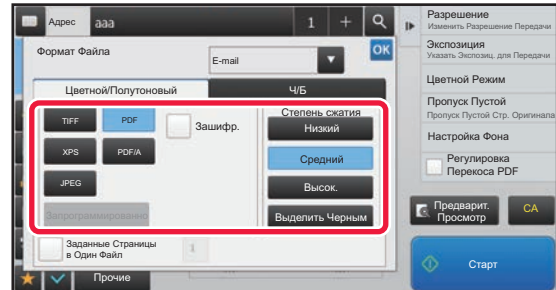 Адрес
aaa
1
+
Формат Файла
E-mail
OK
Цветной/Полутоновый
Ч/Б
TIFF
PDF
Зашифр.
XPS
PDF/A
JPEG
Запрограммированно
Степень сжатия
Низкий
Средний
Высок.
Выделить Черным
Заданные Страницы
в Один Файл
1
Прочие
Разрешение
Изменить Разрешение Передачи
Экспозиция
Указать Экспозиц. для Передачи
Цветной Режим
Пропуск Пустой
Пропуск Пустой Стр. Оригинала
Настройка Фона
Регулировка
Перекоса PDF
Предварит.
Просмотр
CA
Старт